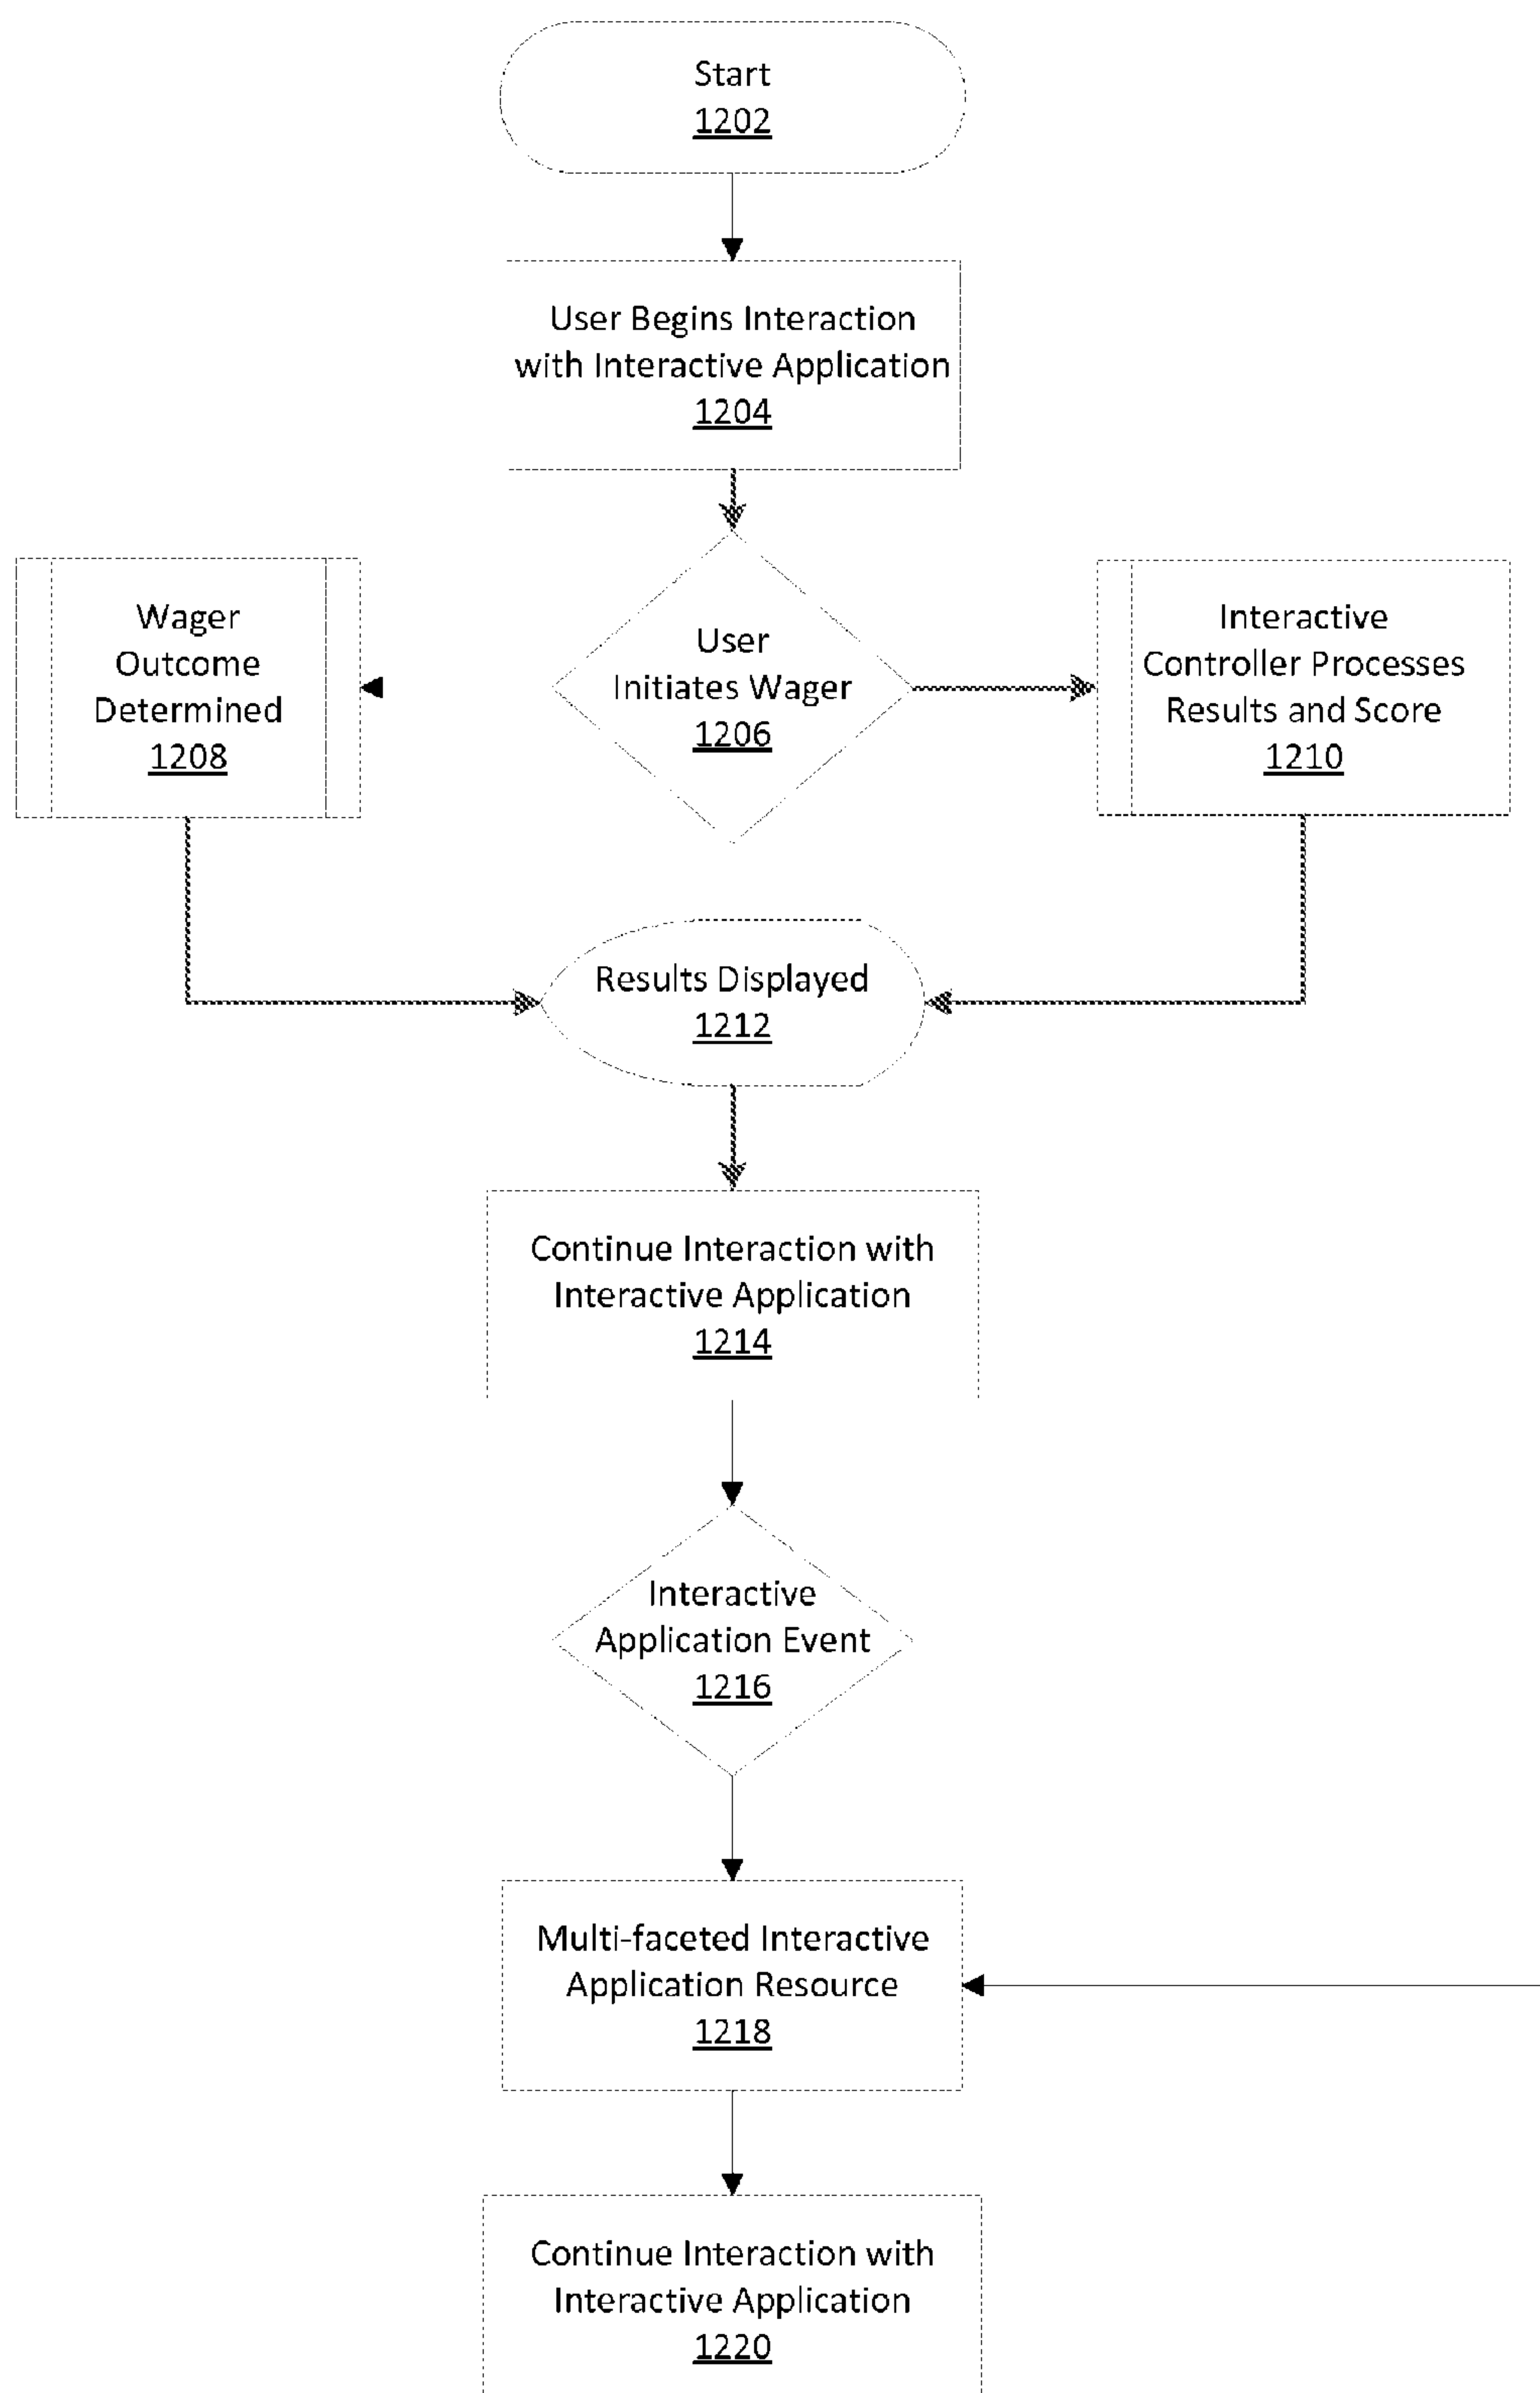 Start
1202
User Begins Interaction
with Interactive Application
1204
Wager
Outcome
Determined
1208
User
Initiates Wager
1206
Interactive
Controller Processes
Results and Score
1210
Results Displayed
1212
Continue Interaction with
Interactive Application
1214
Interactive
Application Event
1216
Multi-faceted Interactive
Application Resource
1218
Continue Interaction with
Interactive Application
1220